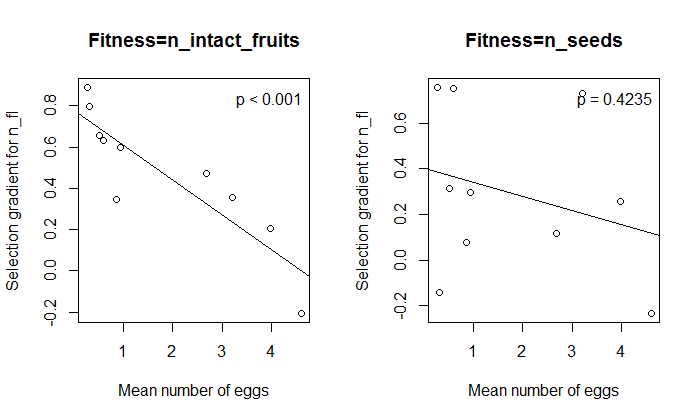 Fitness=n_intact_fruits
p < 0.001
Selection gradient for n_fl
-0.2 0.0 0.2 0.4 0.6 0.8
1 2 3 4
Mean number of eggs
Fitness=n_seeds
p = 0.4235
Selection gradient for n_fl
-0.2 0.0 0.2 0.4 0.6
1 2 3 4
Mean number of eggs